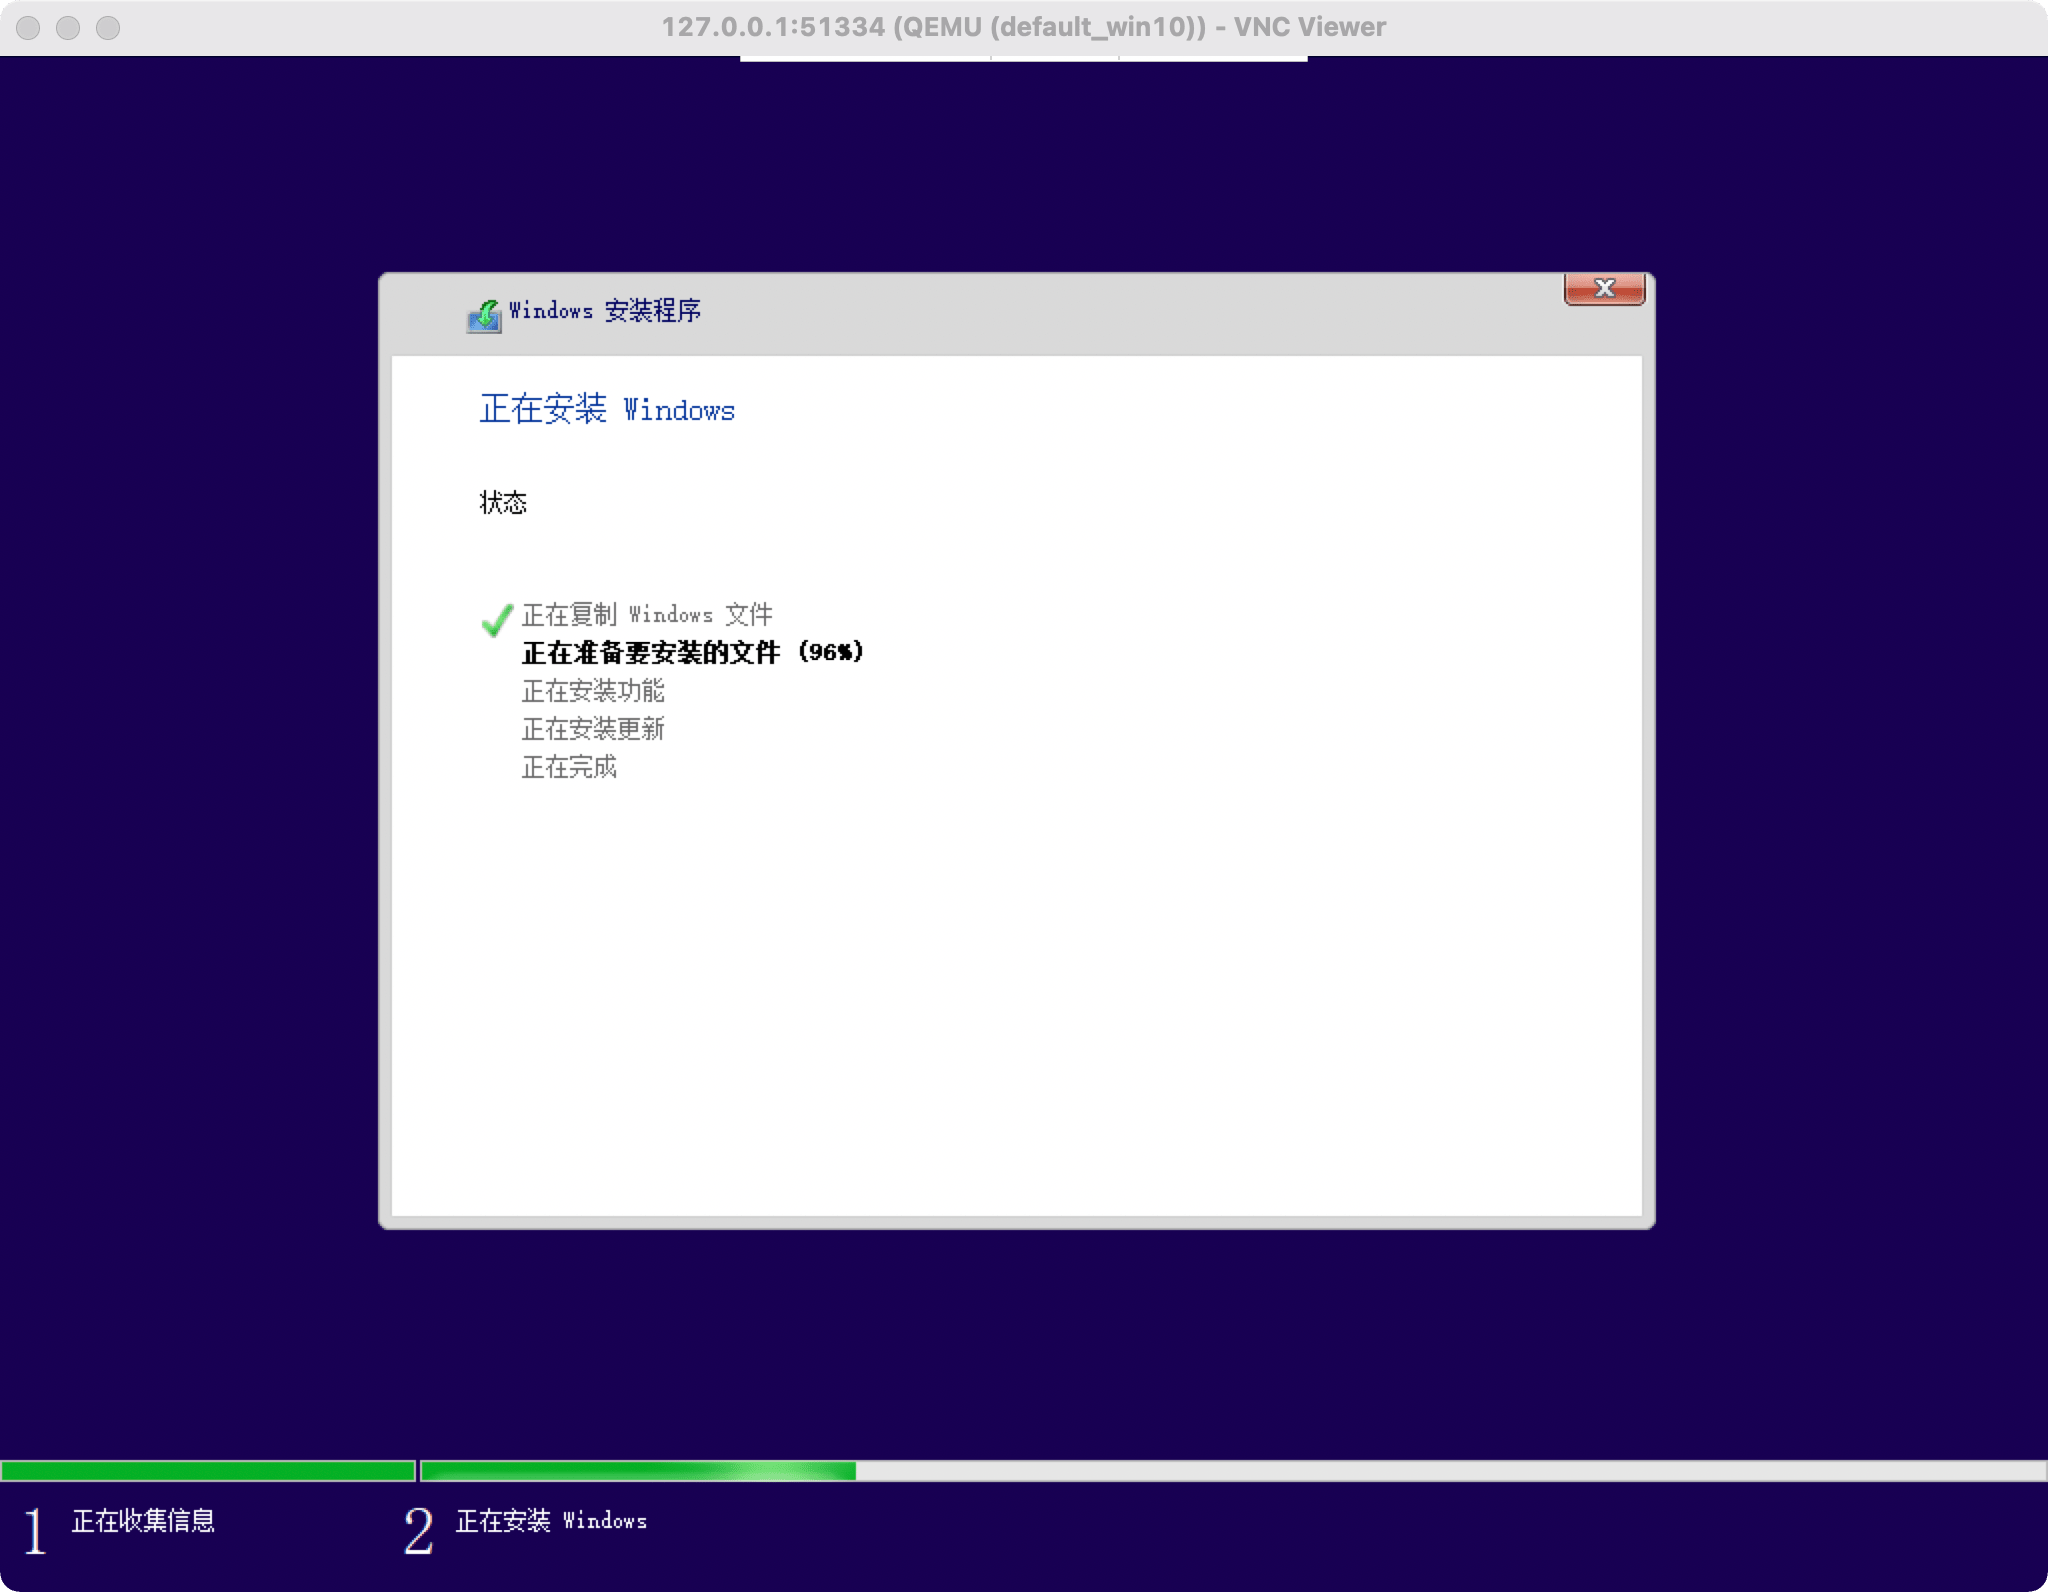 127.0.0.1:51334 (QEMU (default_win10)) - VNC Viewer
Windows 安装程序
正在安装 Windows
状态
正在复制 Windows 文件
正在准备要安装的文件 (96%)
正在安装功能
正在安装更新
正在完成
1 正在收集信息
2 正在安装 Windows